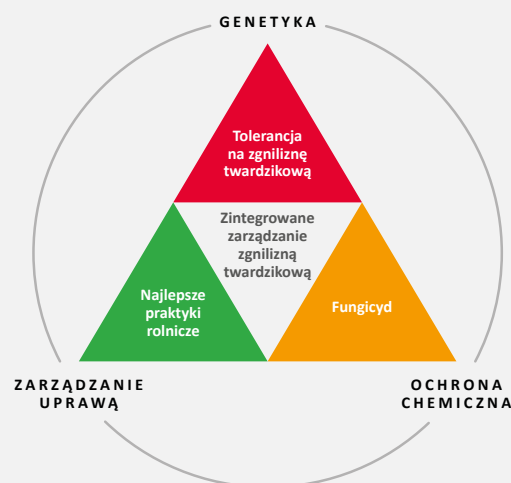 GENETYKA
Tolerancja
na zgniliznę
twardzikową
Zintegrowane
zarządzanie
zgnilizną
twardzikową
Najlepsze
praktyki
rolnicze
Fungicyd
ZARZĄDZANIE
UPRAWĄ
OCHRONA
CHEMICZNA